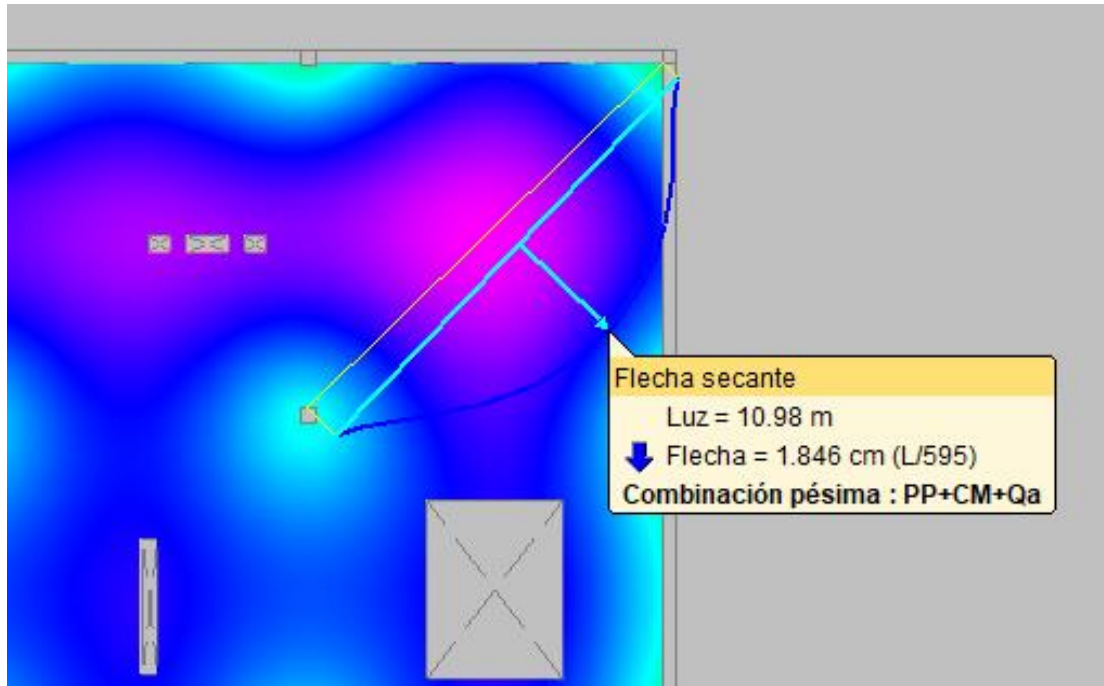 Flecha secante
Luz = 10.98 m
Flecha = 1.846 cm (L/595)
Combinación pésima : PP+CM+Qa